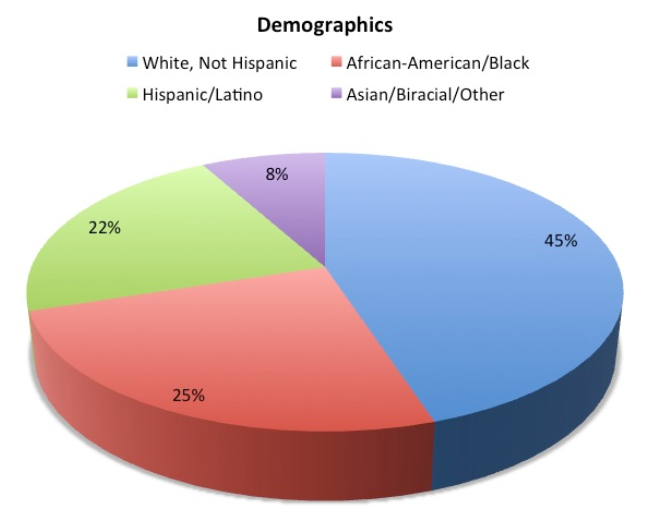 Demographics
White, Not Hispanic African-American/Black
Hispanic/Latino Asian/Biracial/Other
8%
22% 45%
25%